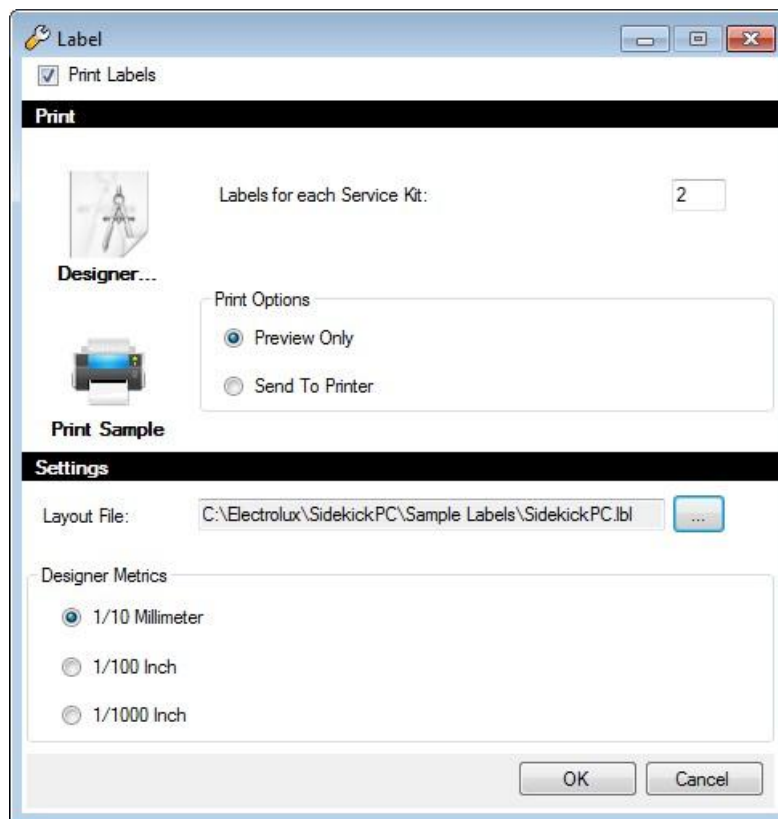 Label
Print Labels
Print
Labels for each Service Kit: 2
Designer...
Print Options
Preview Only
Send To Printer
Print Sample
Settings
Layout File: C:\Electrolux\SidekickPC\Sample Labels\SidekickPC.lbl ...
Designer Metrics
1/10 Millimeter
1/100 Inch
1/1000 Inch
OK Cancel